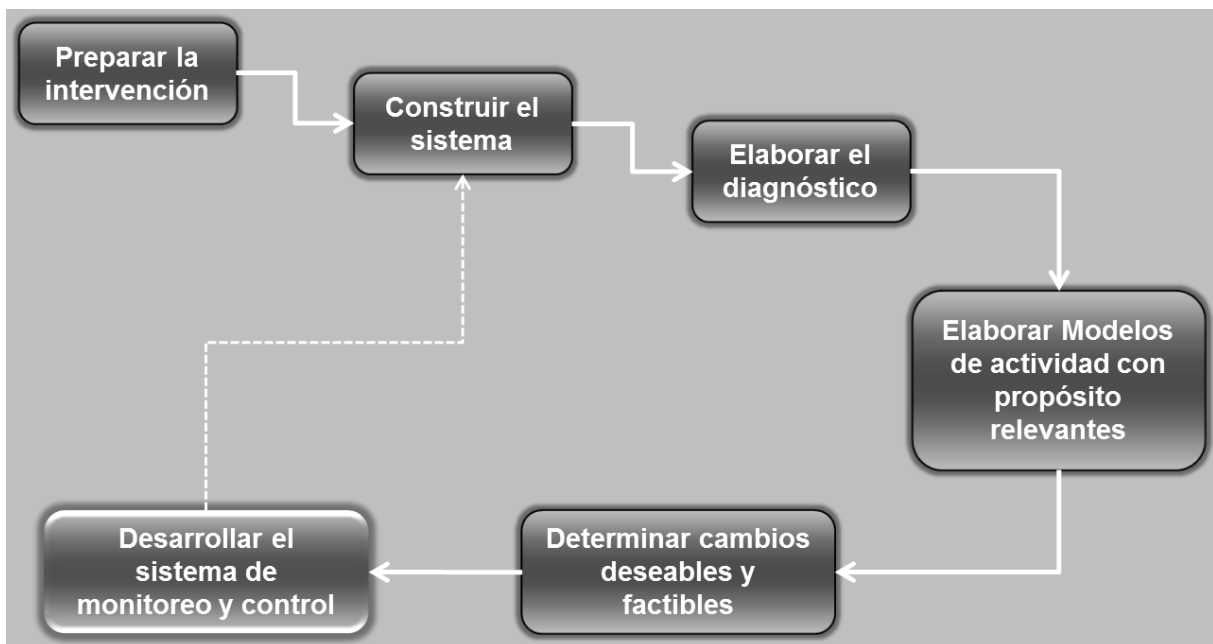 Preparar la
intervención
Construir el
sistema
Elaborar el
diagnóstico
Elaborar Modelos
de actividad con
propósito
relevantes
Determinar cambios
deseables y
factibles
Desarrollar el
sistema de
monitoreo y control